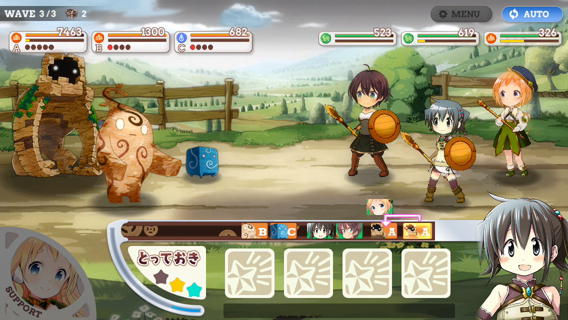 WAVE 3/3 2
MENU
AUTO
7463
A
1300
B
682
C
523
619
326
B C A A
とっておき
SUPPORT